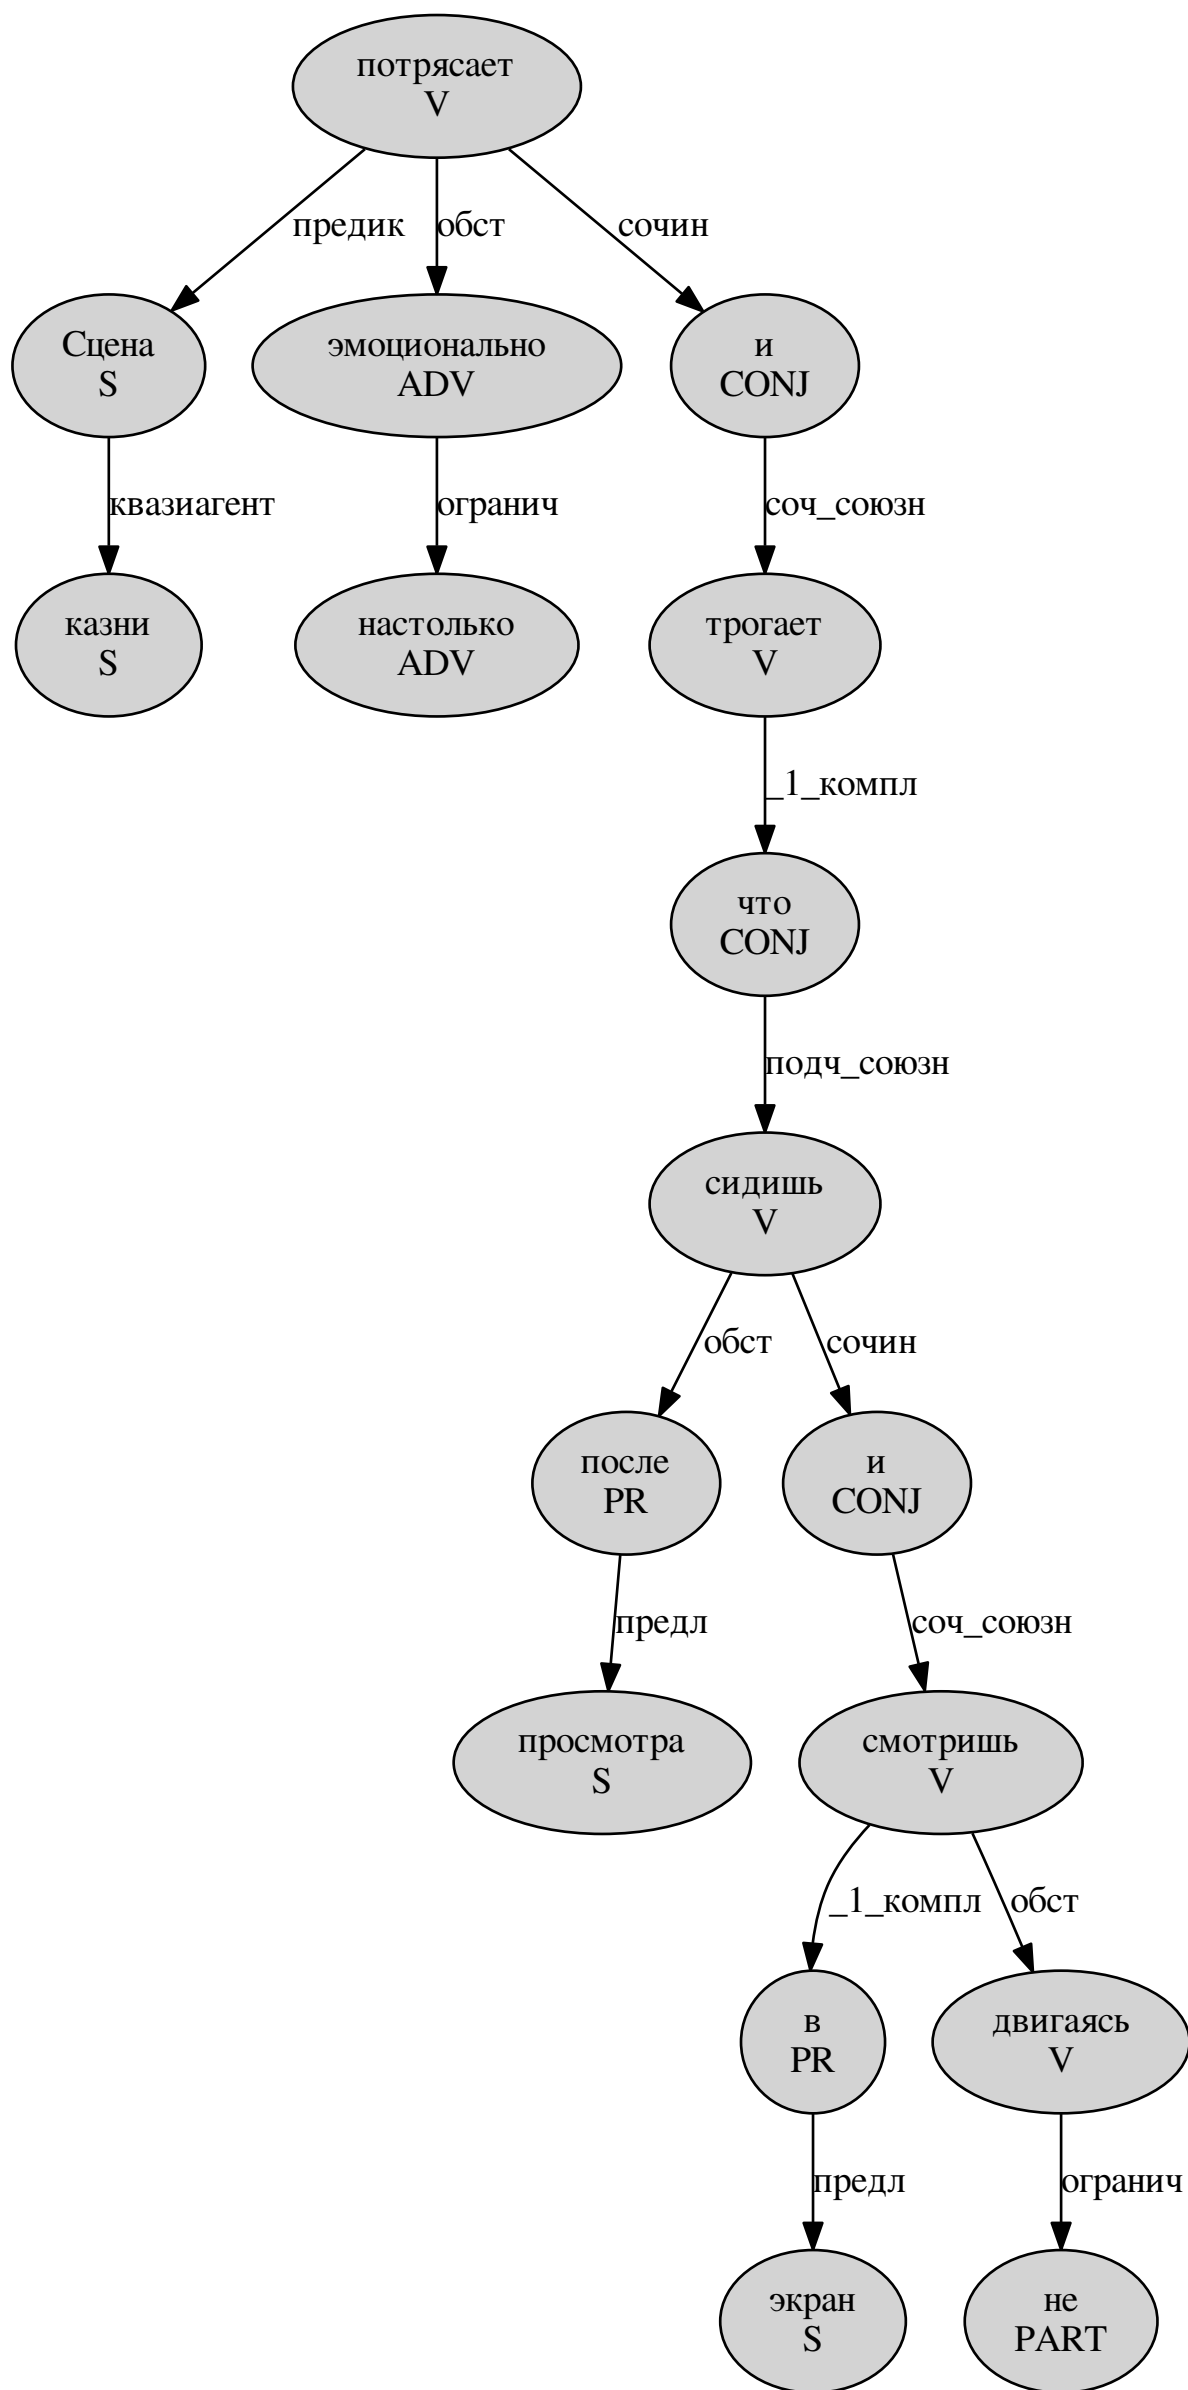 потрясает
V
предик
обст
сочин
Сцена
S
эмоционально
ADV
и
CONJ
квазиагент
огранич
соч_союзн
казни
S
настолько
ADV
трогает
V
_1_компл
что
CONJ
подч_союзн
сидишь
V
обст
сочин
после
PR
и
CONJ
предл
соч_союзн
просмотра
S
смотришь
V
_1_компл
обст
в
PR
двигаясь
V
предл
огранич
экран
S
не
PART